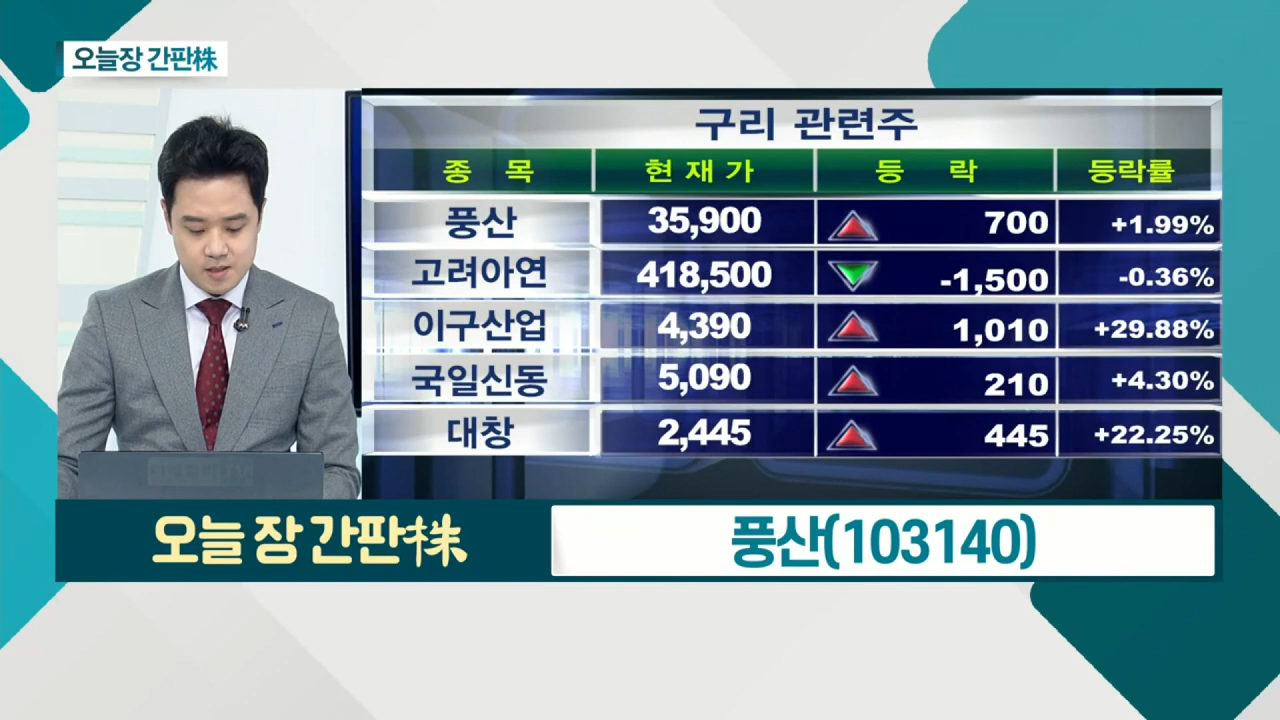 오늘장 간판株
구리 관련주
종 목 현 재 가 등 락 등락률
풍산 35,900 700 +1.99%
고려아연 418,500 -1,500 -0.36%
이구산업 4,390 1,010 +29.88%
국일신동 5,090 210 +4.30%
대창 2,445 445 +22.25%
오늘 장 간판株 풍산(103140)